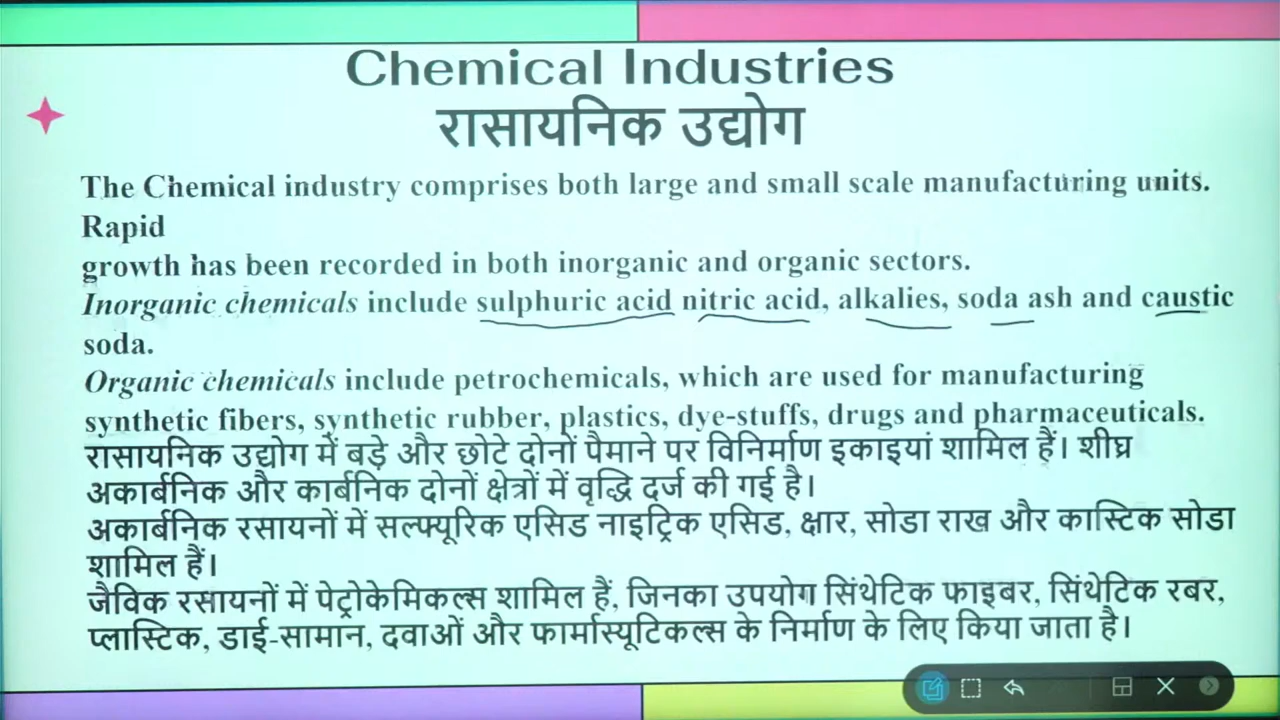 Chemical Industries
रासायनिक उद्योग
The Chemical industry comprises both large and small scale manufacturing units.
Rapid
growth has been recorded in both inorganic and organic sectors.
Inorganic chemicals include sulphuric acid nitric acid, alkalies, soda ash and caustic
soda.
Organic chemicals include petrochemicals, which are used for manufacturing
synthetic fibers, synthetic rubber, plastics, dye-stuffs, drugs and pharmaceuticals.
रासायनिक उद्योग में बड़े और छोटे दोनों पैमाने पर विनिर्माण इकाइयां शामिल हैं। शीघ्र
अकार्बनिक और कार्बनिक दोनों क्षेत्रों में वृद्धि दर्ज की गई है।
अकार्बनिक रसायनों में सल्फ्यूरिक एसिड नाइट्रिक एसिड, क्षार, सोडा राख और कास्टिक सोडा
शामिल हैं।
जैविक रसायनों में पेट्रोकेमिकल्स शामिल हैं, जिनका उपयोग सिंथेटिक फाइबर, सिंथेटिक रबर,
प्लास्टिक, डाई-सामान, दवाओं और फार्मास्यूटिकल्स के निर्माण के लिए किया जाता है।